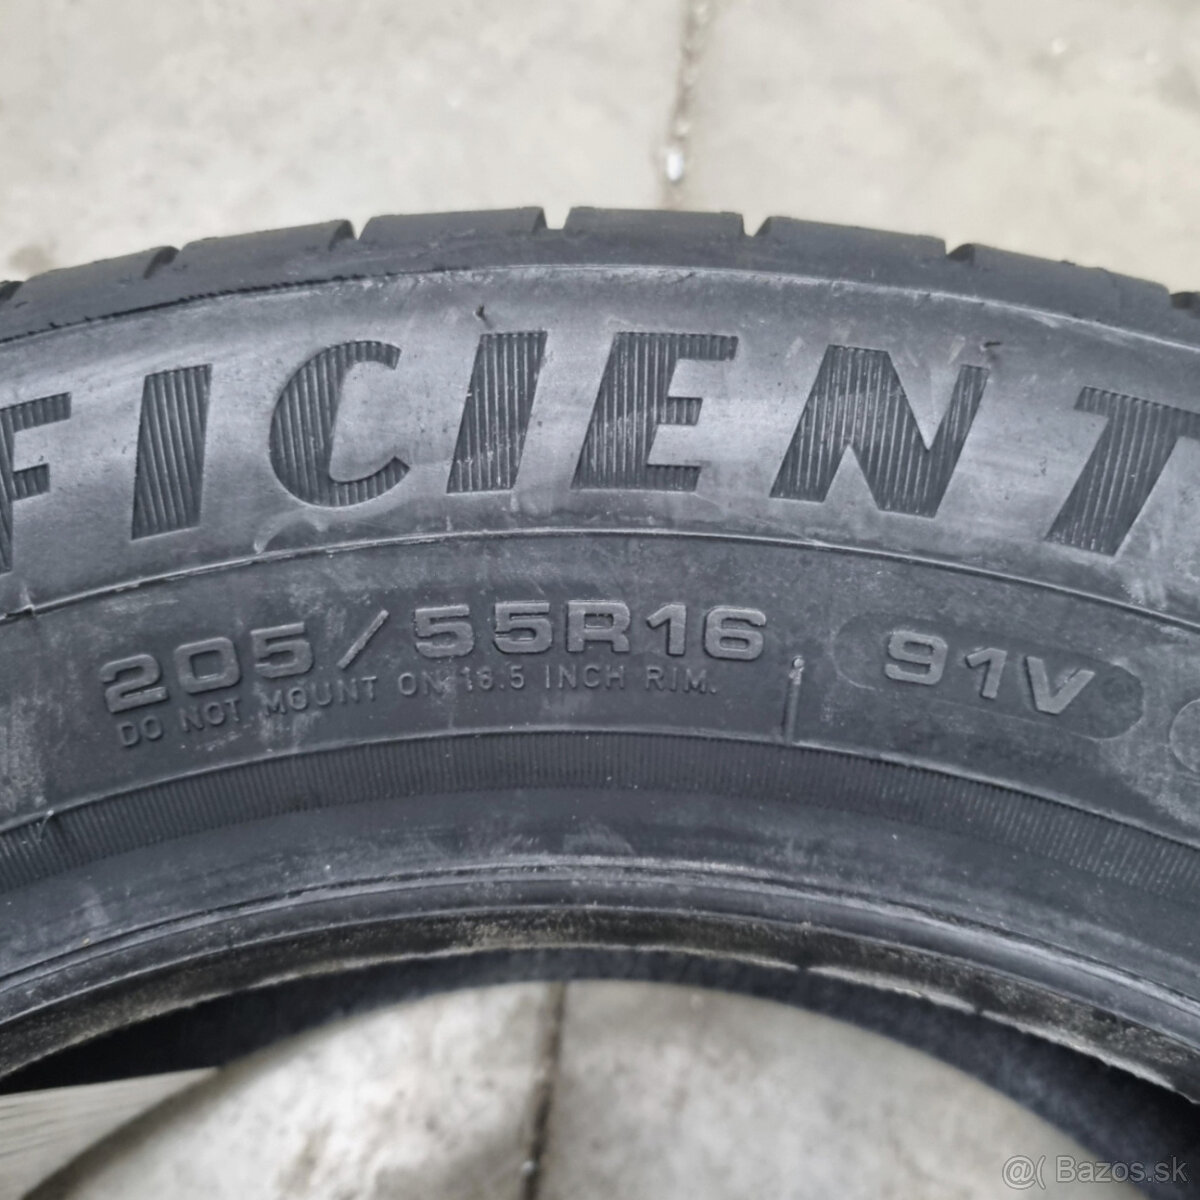 FICIENT
205/55R16 91V
DO NOT MOUNT ON 16.5 INCH RIM.
@( Bazos.sk